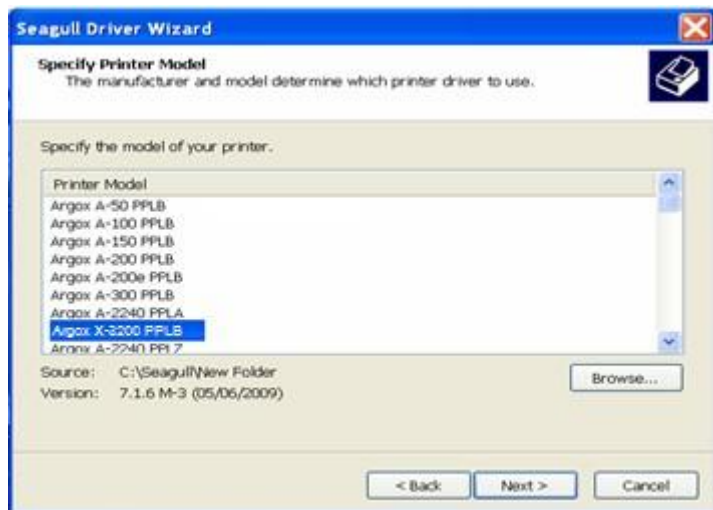 Seagull Driver Wizard
Specify Printer Model
The manufacturer and model determine which printer driver to use.
Specify the model of your printer.
Printer Model
Argox A-50 PPLB
Argox A-100 PPLB
Argox A-150 PPLB
Argox A-200 PPLB
Argox A-200e PPLB
Argox A-300 PPLB
Argox A-2240 PPLA
Argox X-3200 PPLB
Argox A-2240 PPLZ
Source: C:\Seagull\New Folder
Browse...
Version: 7.1.6 M-3 (05/06/2009)
< Back
Next >
Cancel